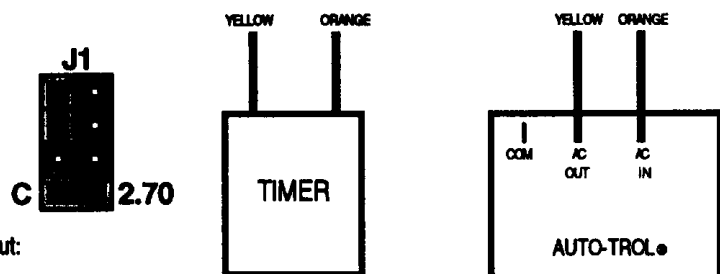 YELLOW ORANGE
YELLOW ORANGE
J1
COM
AC OUT
AC IN
C 2.70
TIMER
ut:
AUTO-TROL®